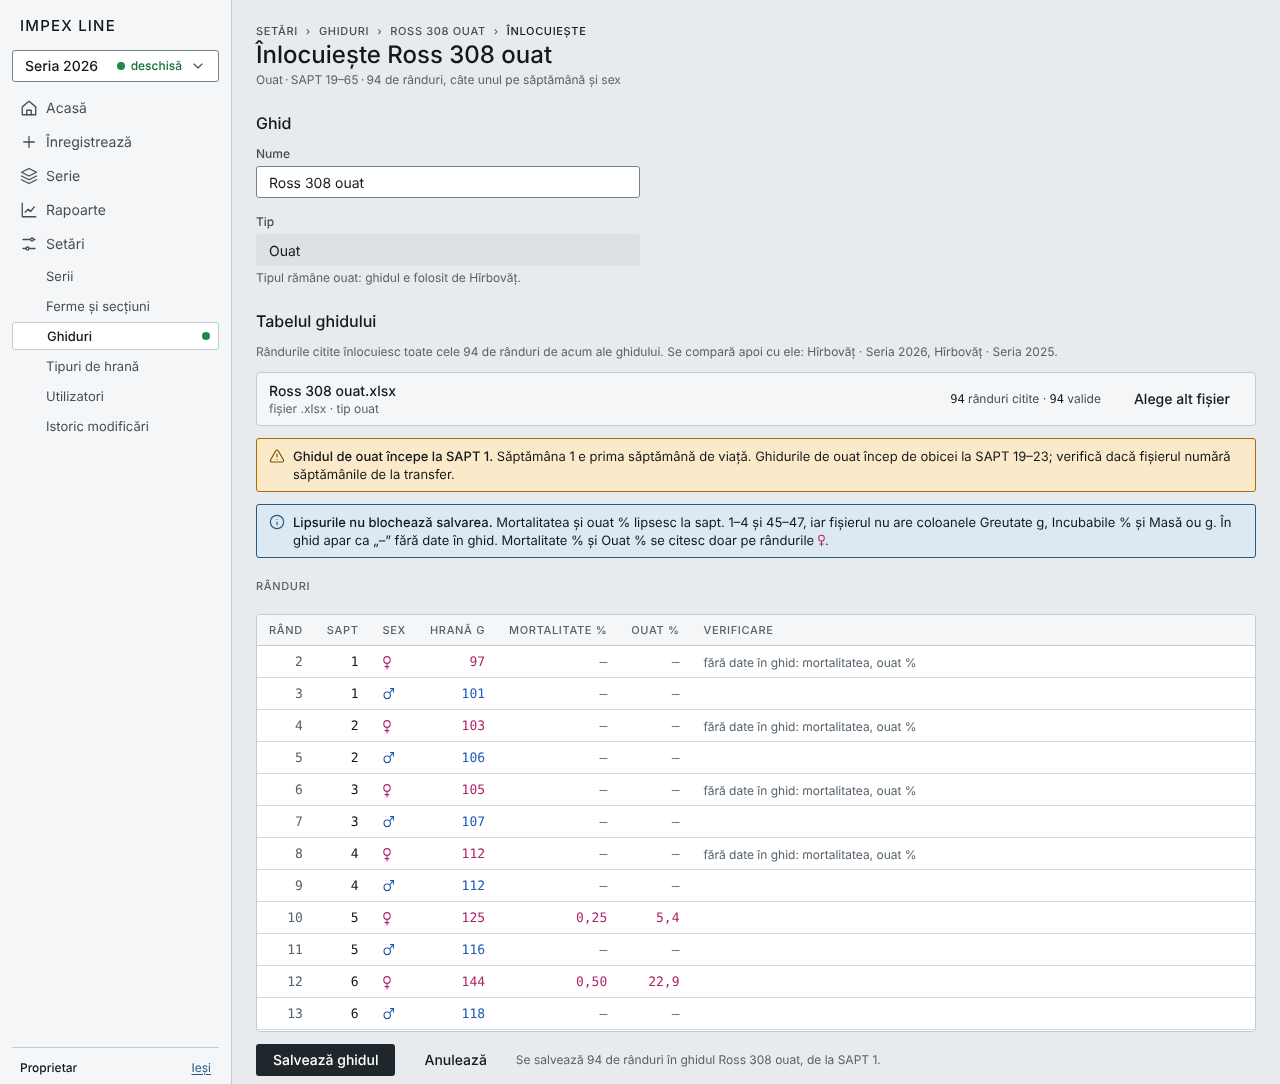 IMPEX LINE
Seria 2026 deschisă
Acasă
Înregistrează
Serie
Rapoarte
Setări
Serii
Ferme și secțiuni
Ghiduri
Tipuri de hrană
Utilizatori
Istoric modificări
Proprietar Ieși
SETĂRI › GHIDURI › ROSS 308 OUAT › ÎNLOCUIEȘTE
Înlocuiește Ross 308 ouat
Ouat · SAPT 19–65 · 94 de rânduri, câte unul pe săptămână și sex
Ghid
Nume
Ross 308 ouat
Tip
Ouat
Tipul rămâne ouat: ghidul e folosit de Hîrbovăț.
Tabelul ghidului
Rândurile citite înlocuiesc toate cele 94 de rânduri de acum ale ghidului. Se compară apoi cu ele: Hîrbovăț · Seria 2026, Hîrbovăț · Seria 2025.
Ross 308 ouat.xlsx
fișier .xlsx · tip ouat
94 rânduri citite · 94 valide Alege alt fișier
Ghidul de ouat începe la SAPT 1. Săptămâna 1 e prima săptămână de viață. Ghidurile de ouat încep de obicei la SAPT 19–23; verifică dacă fișierul numără
săptămânile de la transfer.
Lipsurile nu blochează salvarea. Mortalitatea și ouat % lipsesc la sapt. 1–4 și 45–47, iar fișierul nu are coloanele Greutate g, Incubabile % și Masă ou g. În
ghid apar ca „–” fără date în ghid. Mortalitate % și Ouat % se citesc doar pe rândurile ♀.
RÂNDURI
RÂND SAPT SEX HRANĂ G MORTALITATE % OUAT % VERIFICARE
2 1 ♀ 97 – – fără date în ghid: mortalitatea, ouat %
3 1 ♂ 101 – –
4 2 ♀ 103 – – fără date în ghid: mortalitatea, ouat %
5 2 ♂ 106 – –
6 3 ♀ 105 – – fără date în ghid: mortalitatea, ouat %
7 3 ♂ 107 – –
8 4 ♀ 112 – – fără date în ghid: mortalitatea, ouat %
9 4 ♂ 112 – –
10 5 ♀ 125 0,25 5,4
11 5 ♂ 116 – –
12 6 ♀ 144 0,50 22,9
13 6 ♂ 118 – –
Salvează ghidul Anulează Se salvează 94 de rânduri în ghidul Ross 308 ouat, de la SAPT 1.